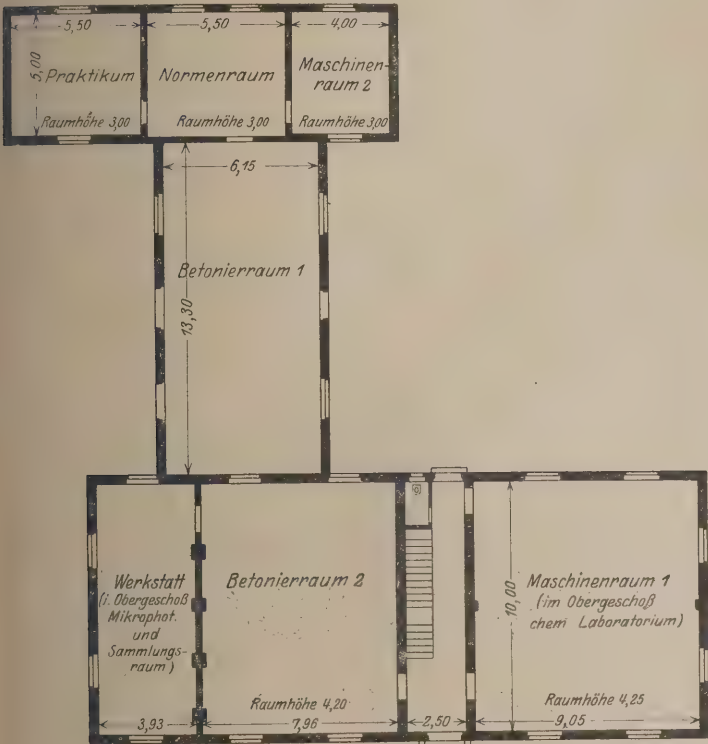 5,50 5,50 4,00
5,00
Praktikum Normenraum Maschinen-
raum 2
Raumhöhe 3,00 Raumhöhe 3,00 Raumhöhe 3,00
6,15
Betonierraum 1
13,30
Werkstatt
(i. Obergeschoß
Mikrophot.
und
Sammlungs-
raum)
3,93
Betonierraum 2
Raumhöhe 4,20
7,96
2,50
10,00
Maschinenraum 1
(im Obergeschoß
chem Laboratorium)
Raumhöhe 4,25
9,05